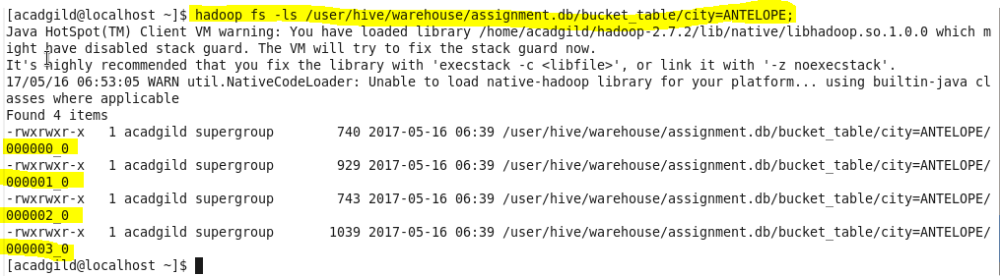 [acadgild@localhost ~]$ hadoop fs -ls /user/hive/warehouse/assignment.db/bucket_table/city=ANTELOPE;
Java HotSpot(TM) Client VM warning: You have loaded library /home/acadgild/hadoop-2.7.2/lib/native/libhadoop.so.1.0.0 which m
ight have disabled stack guard. The VM will try to fix the stack guard now.
It's highly recommended that you fix the library with 'execstack -c <libfile>', or link it with '-z noexecstack'.
17/05/16 06:53:05 WARN util.NativeCodeLoader: Unable to load native-hadoop library for your platform... using builtin-java cl
asses where applicable
Found 4 items
-rwxrwxr-x   1 acadgild supergroup        740 2017-05-16 06:39 /user/hive/warehouse/assignment.db/bucket_table/city=ANTELOPE/
000000_0
-rwxrwxr-x   1 acadgild supergroup        929 2017-05-16 06:39 /user/hive/warehouse/assignment.db/bucket_table/city=ANTELOPE/
000001_0
-rwxrwxr-x   1 acadgild supergroup        743 2017-05-16 06:39 /user/hive/warehouse/assignment.db/bucket_table/city=ANTELOPE/
000002_0
-rwxrwxr-x   1 acadgild supergroup       1039 2017-05-16 06:39 /user/hive/warehouse/assignment.db/bucket_table/city=ANTELOPE/
000003_0
[acadgild@localhost ~]$